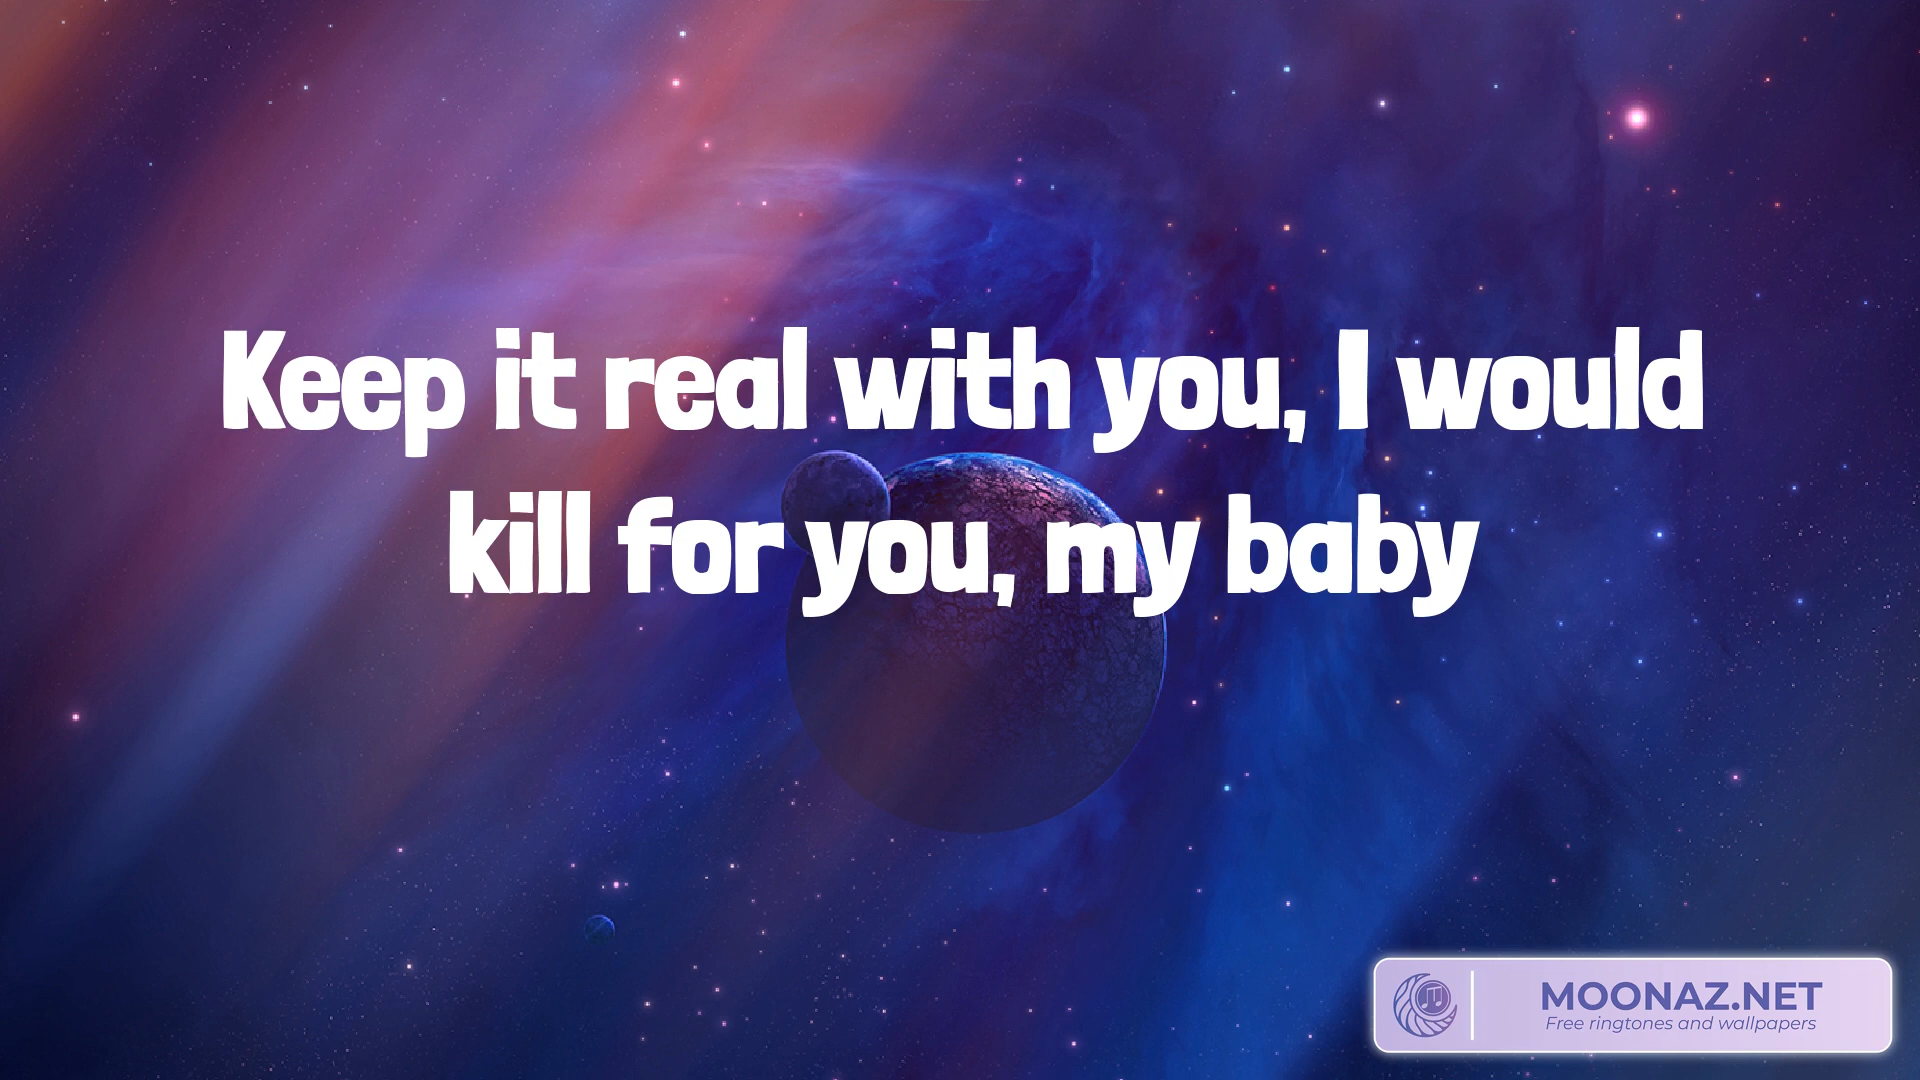 Keep it real with you, I would
kill for you, my baby
MOONAZ.NET
Free ringtones and wallpapers